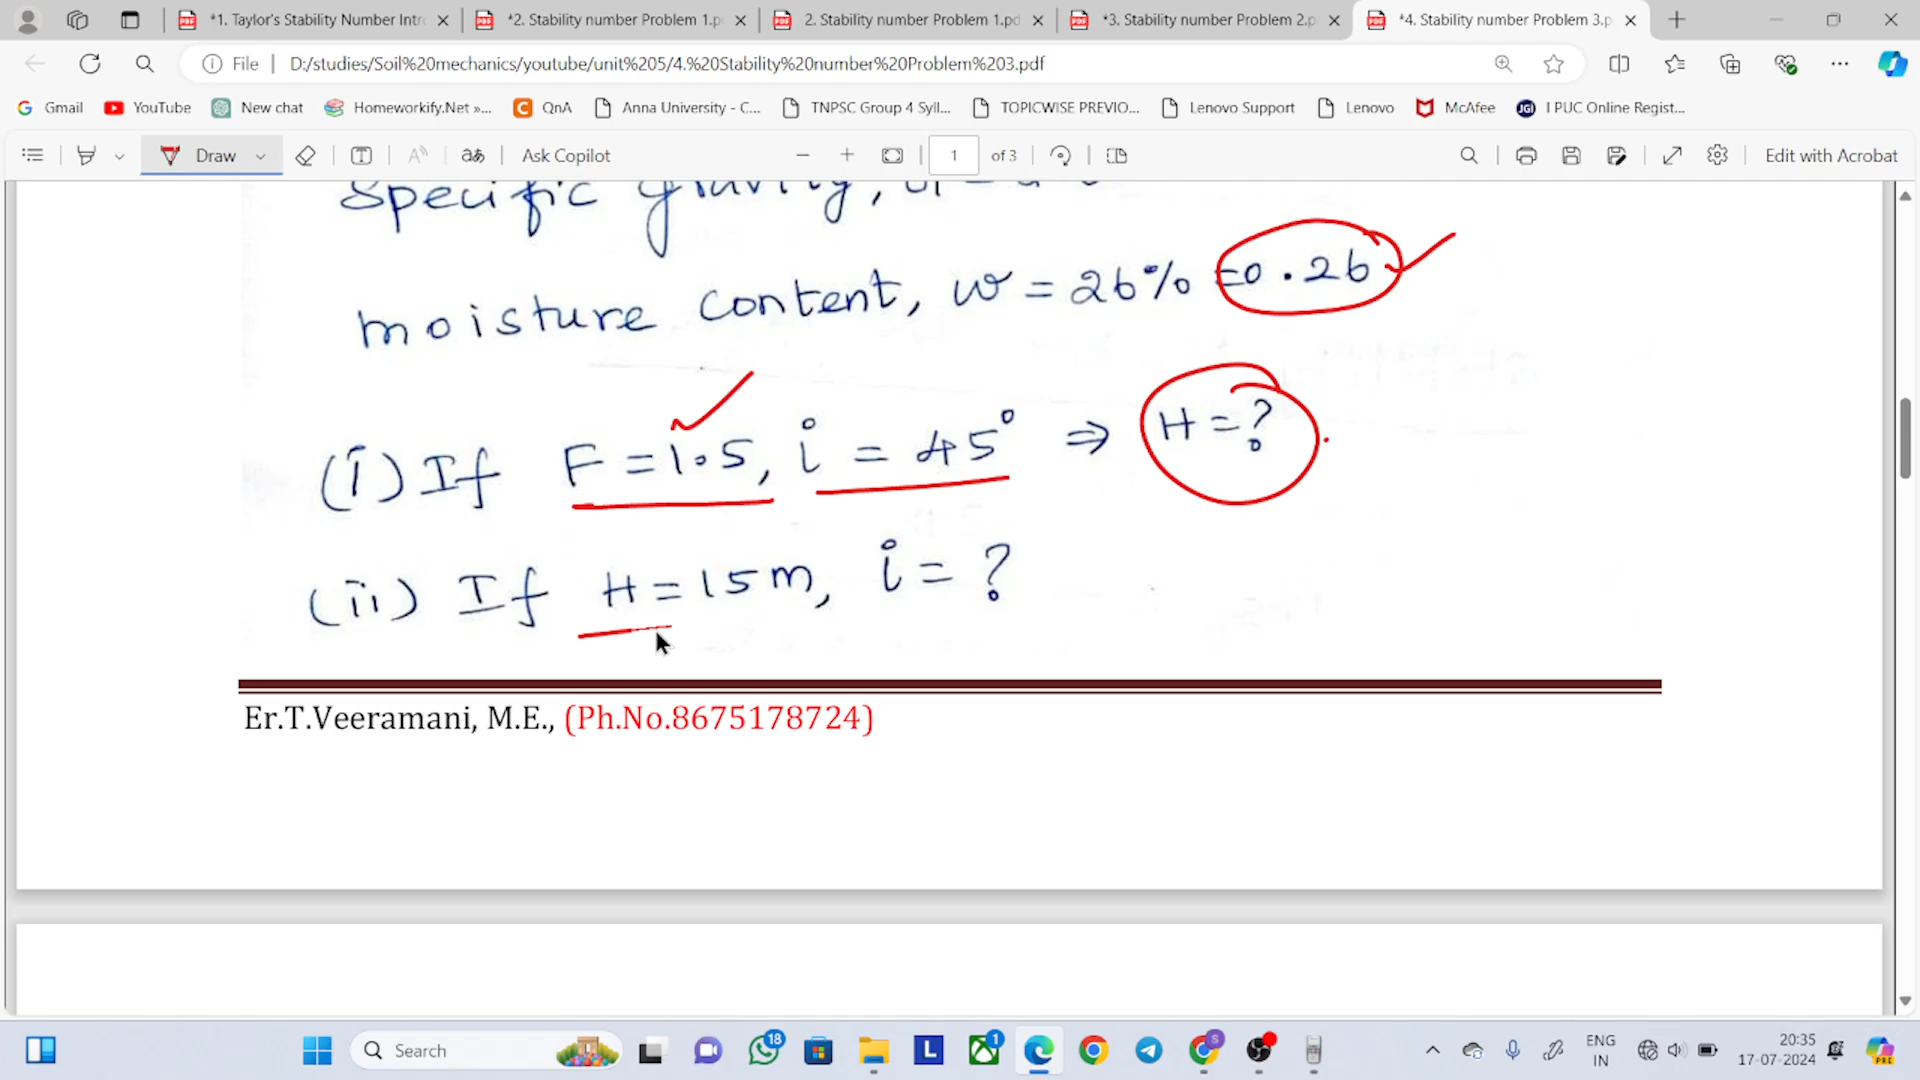 *1. Taylor's Stability Number Intr
*2. Stability number Problem 1.p
2. Stability number Problem 1.pd
*3. Stability number Problem 2.p
*4. Stability number Problem 3.p
File
D:/studies/Soil%20mechanics/youtube/unit%205/4.%20Stability%20number%20Problem%203.pdf
Gmail YouTube New chat Homeworkify.Net »... QnA Anna University - C... TNPSC Group 4 Syll... TOPICWISE PREVIO... Lenovo Support Lenovo McAfee I PUC Online Regist...
Draw Ask Copilot 1 of 3 Edit with Acrobat
Specific gravity,
moisture content, w = 26% = 0.26
(i) If F = 1.5, i = 45° ⇒ H = ?
(ii) If H = 15m, i = ?
Er.T.Veeramani, M.E., (Ph.No.8675178724)
Search
18
1
ENG
IN
20:35
17-07-2024